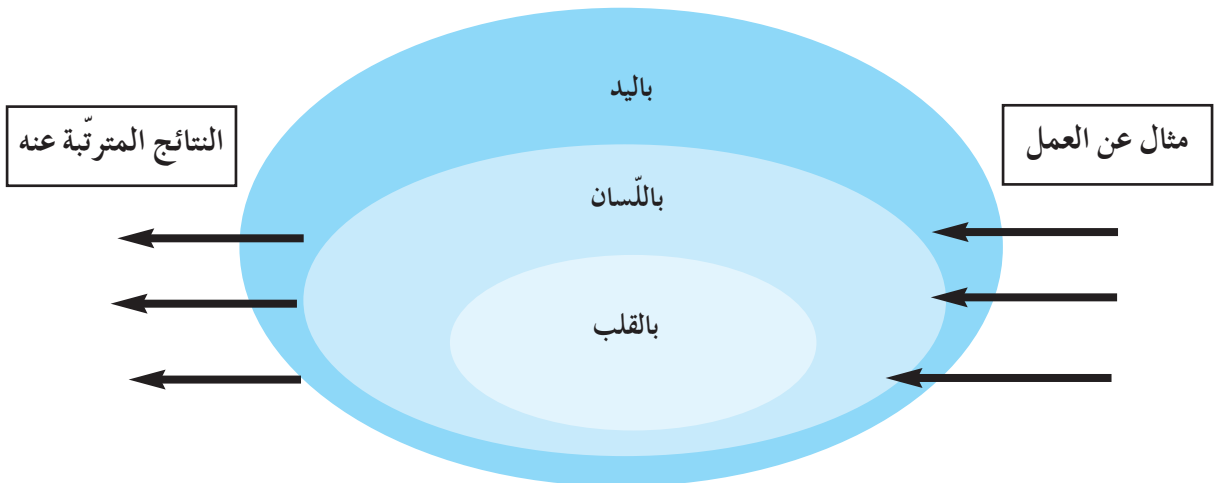 باليد
مثال عن العمل
النتائج المترتّبة عنه
باللّسان
بالقلب